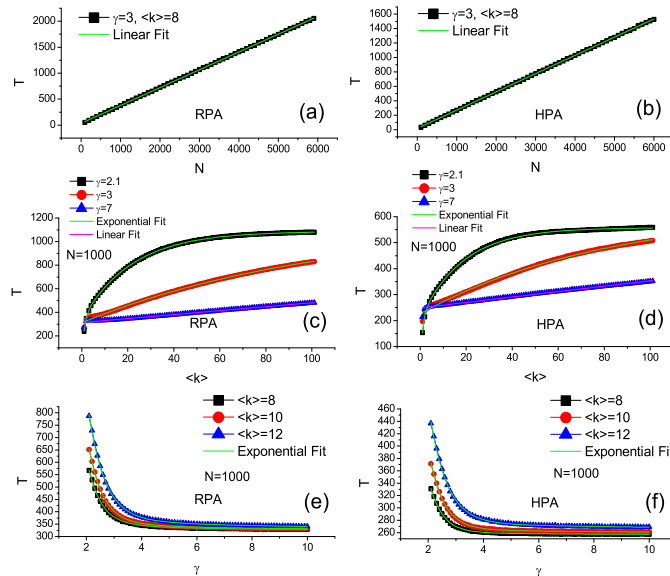 γ=3, <k>=8
Linear Fit
T
2000
1500
1000
500
0
RPA
(a)
0 1000 2000 3000 4000 5000 6000
N
γ=3, <k>=8
Linear Fit
T
1600
1400
1200
1000
800
600
400
200
0
HPA
(b)
0 1000 2000 3000 4000 5000 6000
N
γ=2.1
γ=3
γ=7
Exponential Fit
Linear Fit
N=1000
T
1200
1000
800
600
400
200
RPA
(c)
0 20 40 60 80 100
<k>
γ=2.1
γ=3
γ=7
Exponential Fit
Linear Fit
N=1000
T
600
500
400
300
200
100
HPA
(d)
0 20 40 60 80 100
<k>
<k>=8
<k>=10
<k>=12
Exponential Fit
N=1000
T
800
750
700
650
600
550
500
450
400
350
300
RPA
(e)
2 4 6 8 10
γ
<k>=8
<k>=10
<k>=12
Exponential Fit
N=1000
T
460
440
420
400
380
360
340
320
300
280
260
HPA
(f)
2 4 6 8 10
γ